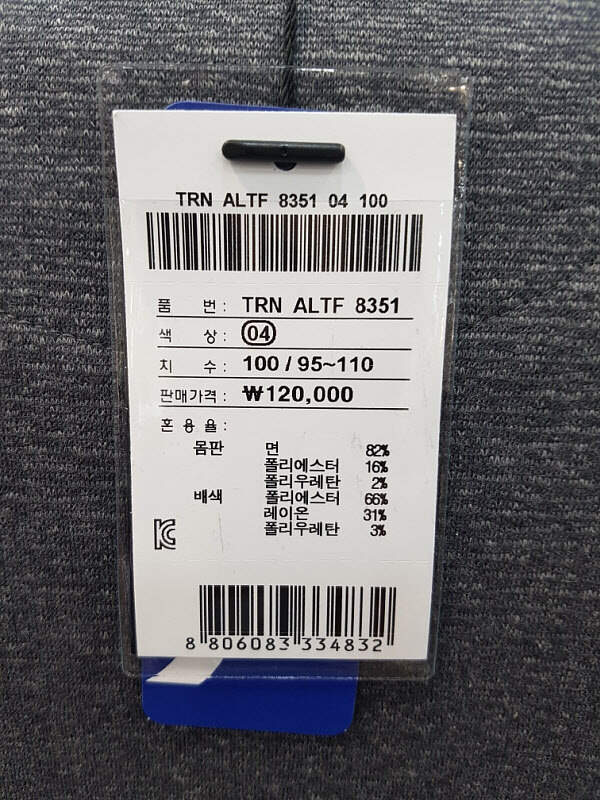 TRN ALTF 8351 04 100
품 번 : TRN ALTF 8351
색 상 : 04
치 수 : 100 / 95~110
판매가격 : ₩120,000
혼 용 율 :
몸판 면 82%
폴리에스터 16%
폴리우레탄 2%
배색 폴리에스터 66%
레이온 31%
폴리우레탄 3%
8 806083 334832